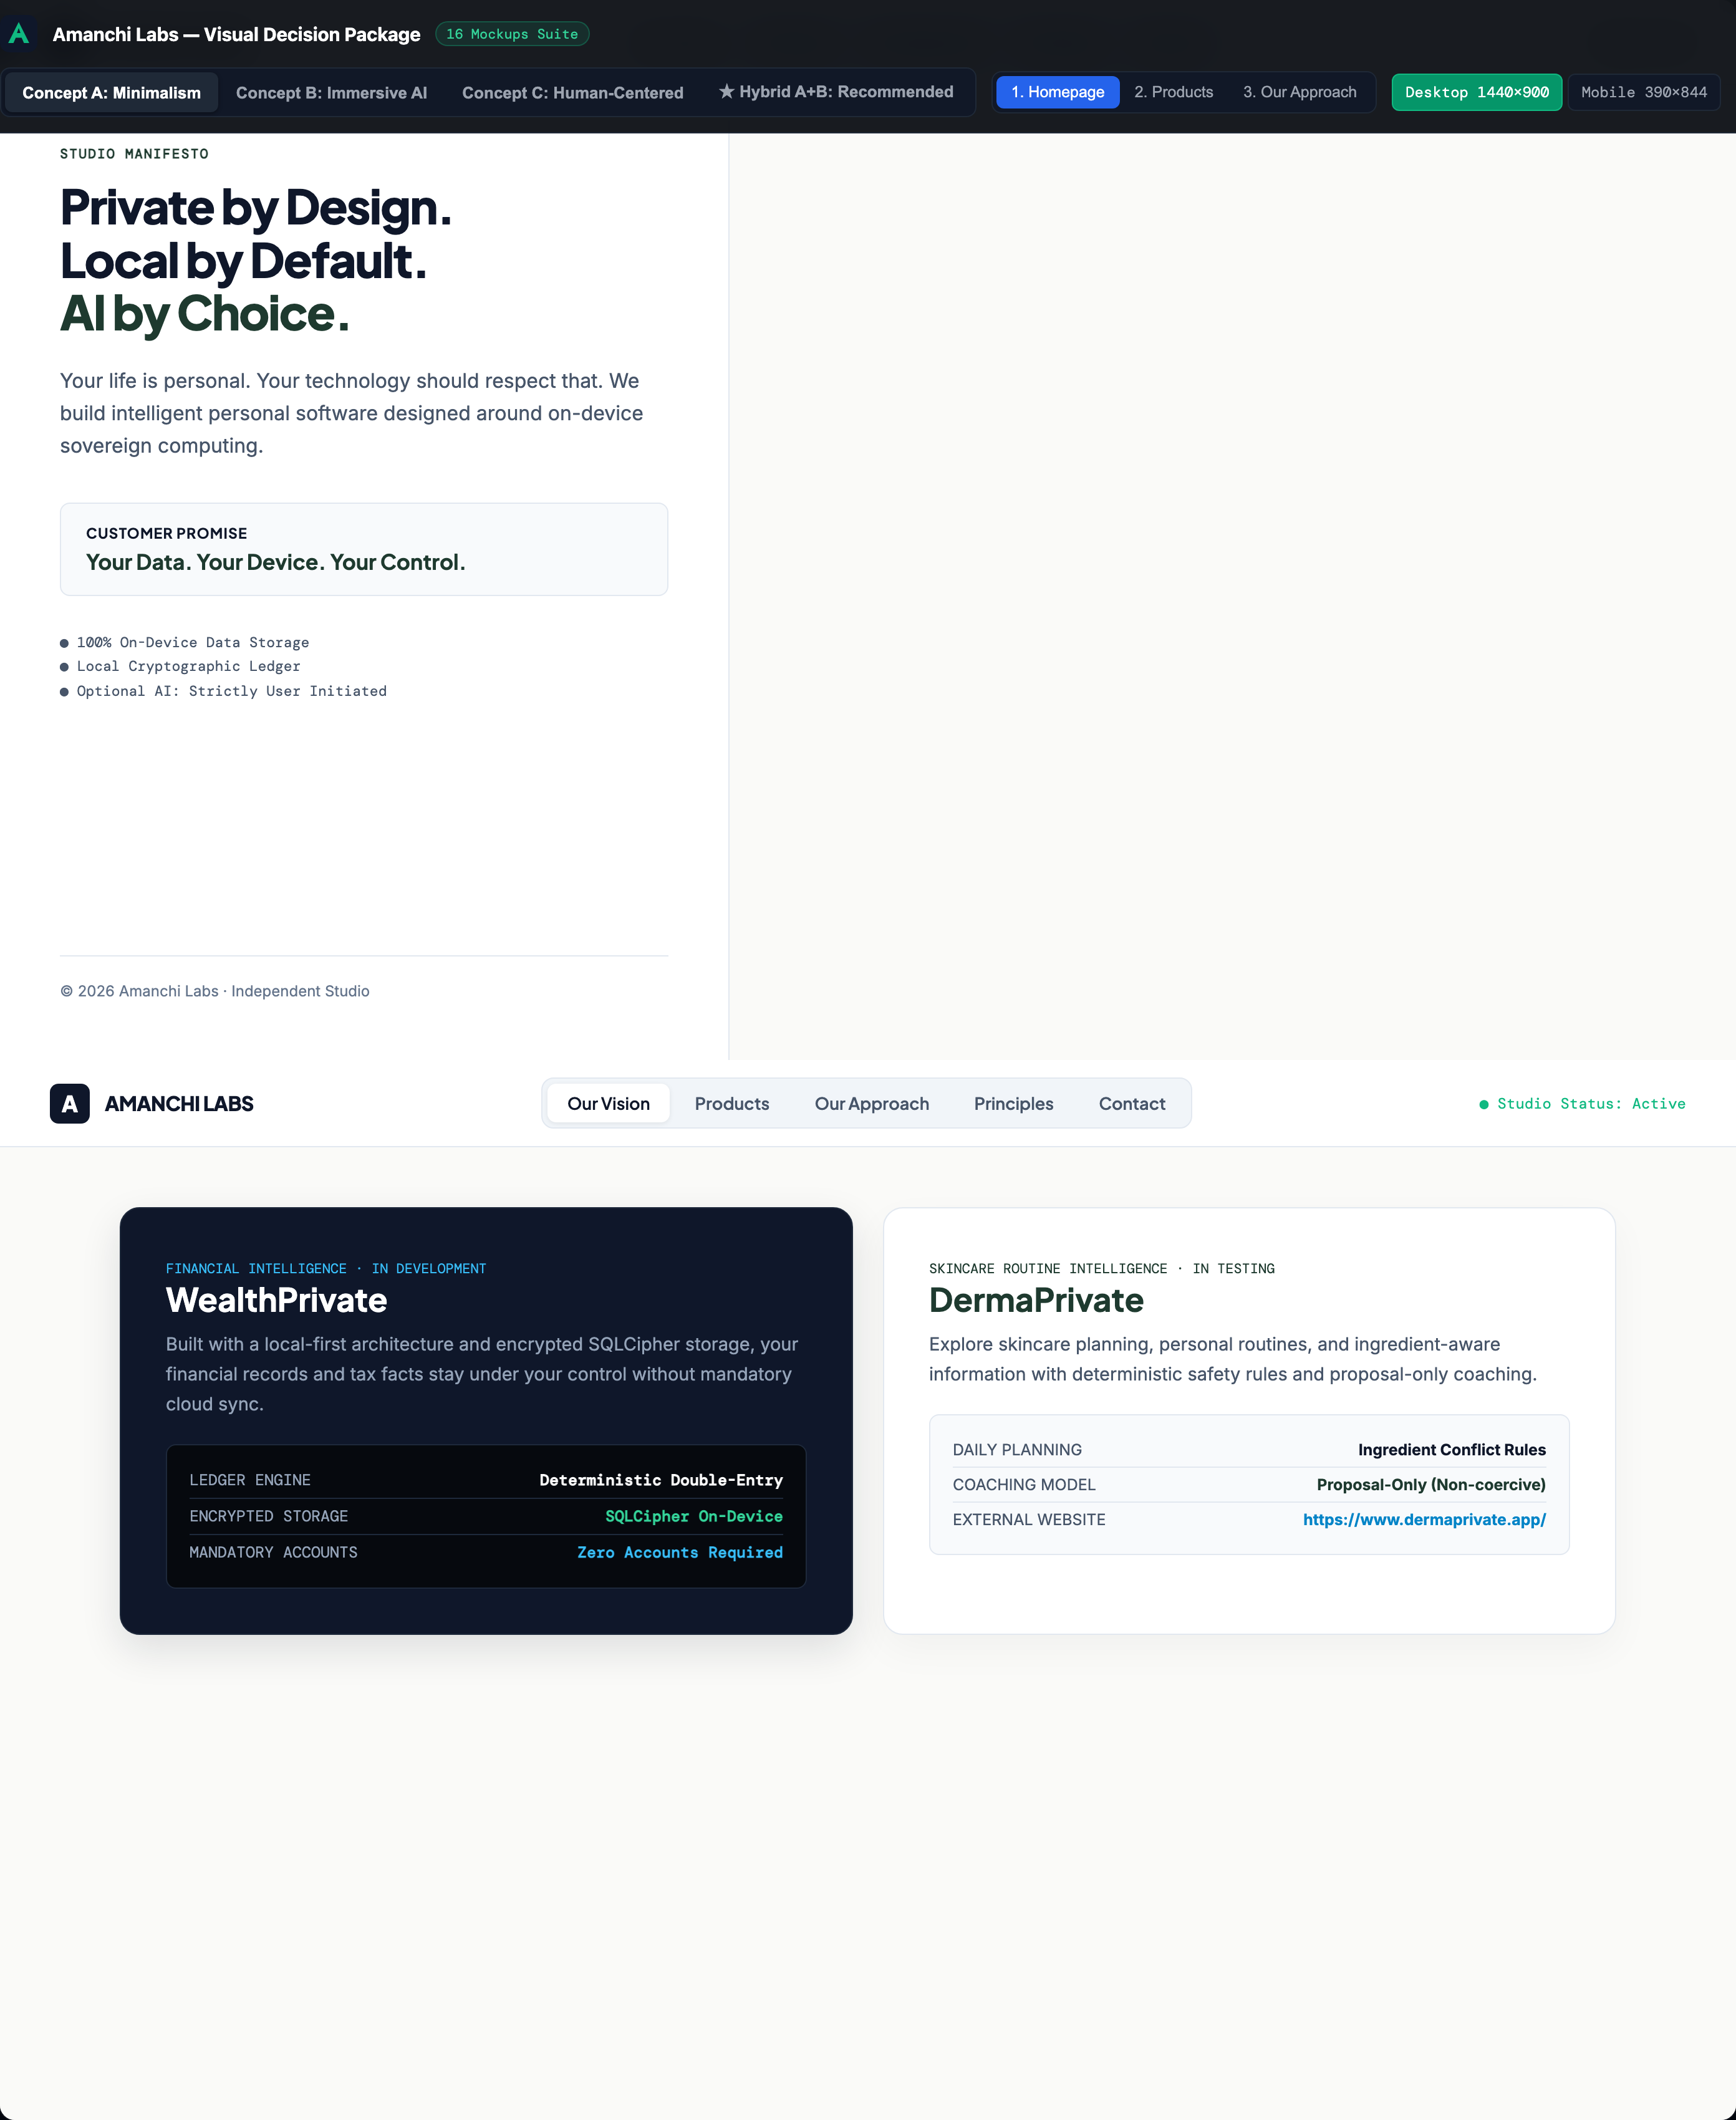 Amanchi Labs — Visual Decision Package
16 Mockups Suite
Concept A: Minimalism
Concept B: Immersive AI
Concept C: Human-Centered
★ Hybrid A+B: Recommended
1. Homepage
2. Products
3. Our Approach
Desktop 1440×900
Mobile 390×844
STUDIO MANIFESTO
Private by Design.
Local by Default.
AI by Choice.
Your life is personal. Your technology should respect that. We
build intelligent personal software designed around on-device
sovereign computing.
CUSTOMER PROMISE
Your Data. Your Device. Your Control.
● 100% On-Device Data Storage
● Local Cryptographic Ledger
● Optional AI: Strictly User Initiated
© 2026 Amanchi Labs · Independent Studio
A
AMANCHI LABS
Our Vision
Products
Our Approach
Principles
Contact
● Studio Status: Active
FINANCIAL INTELLIGENCE · IN DEVELOPMENT
WealthPrivate
Built with a local-first architecture and encrypted SQLCipher storage, your
financial records and tax facts stay under your control without mandatory
cloud sync.
LEDGER ENGINE Deterministic Double-Entry
ENCRYPTED STORAGE SQLCipher On-Device
MANDATORY ACCOUNTS Zero Accounts Required
SKINCARE ROUTINE INTELLIGENCE · IN TESTING
DermaPrivate
Explore skincare planning, personal routines, and ingredient-aware
information with deterministic safety rules and proposal-only coaching.
DAILY PLANNING Ingredient Conflict Rules
COACHING MODEL Proposal-Only (Non-coercive)
EXTERNAL WEBSITE https://www.dermaprivate.app/